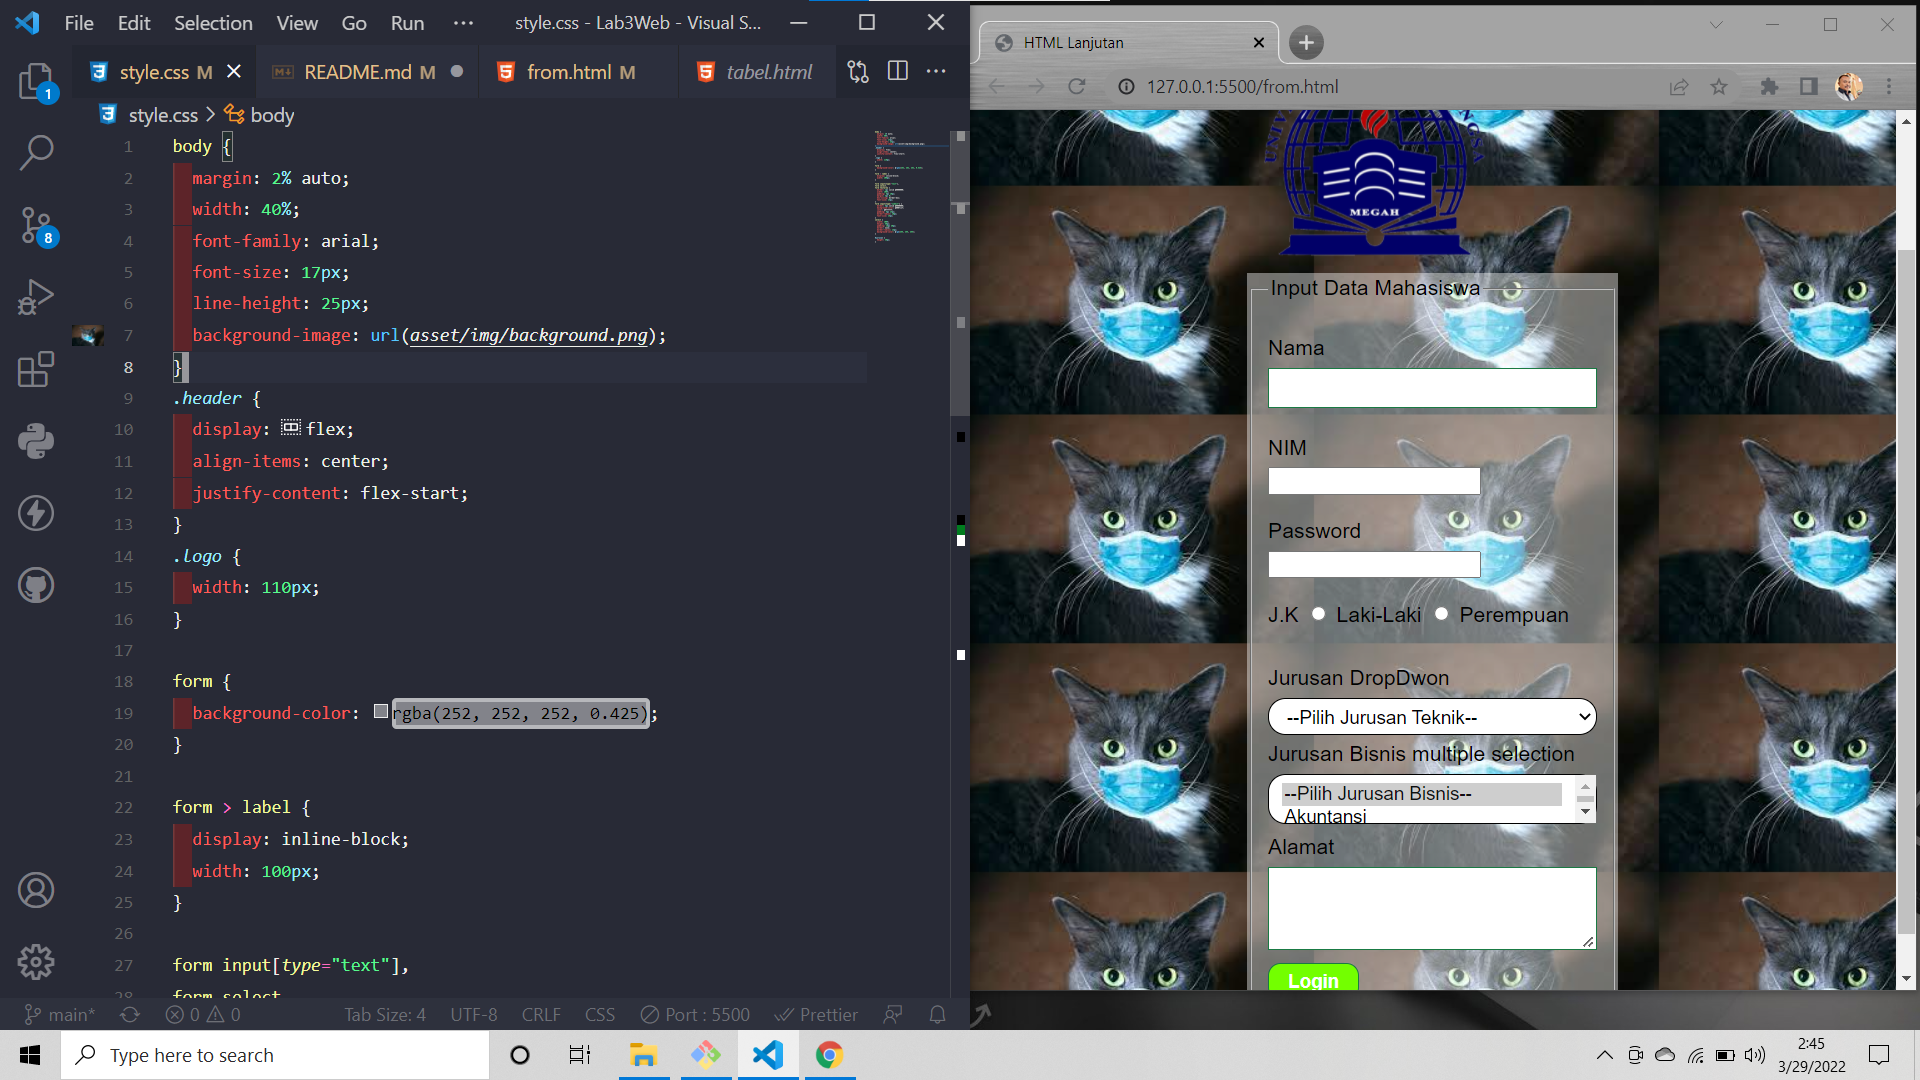 File Edit Selection View Go Run ··· style.css - Lab3Web - Visual S...
style.css M README.md M from.html M tabel.html
style.css > body
1 body {
2 margin: 2% auto;
3 width: 40%;
4 font-family: arial;
5 font-size: 17px;
6 line-height: 25px;
7 background-image: url(asset/img/background.png);
8 }
9 .header {
10 display: flex;
11 align-items: center;
12 justify-content: flex-start;
13 }
14 .logo {
15 width: 110px;
16 }
17
18 form {
19 background-color: rgba(252, 252, 252, 0.425);
20 }
21
22 form > label {
23 display: inline-block;
24 width: 100px;
25 }
26
27 form input[type="text"],
28 form select
1
8
main* 0 0 Tab Size: 4 UTF-8 CRLF CSS Port : 5500 Prettier
HTML Lanjutan
127.0.0.1:5500/from.html
MEGAH
Input Data Mahasiswa
Nama
NIM
Password
J.K Laki-Laki Perempuan
Jurusan DropDwon
--Pilih Jurusan Teknik--
Jurusan Bisnis multiple selection
--Pilih Jurusan Bisnis--
Akuntansi
Alamat
Login
Type here to search
2:45
3/29/2022